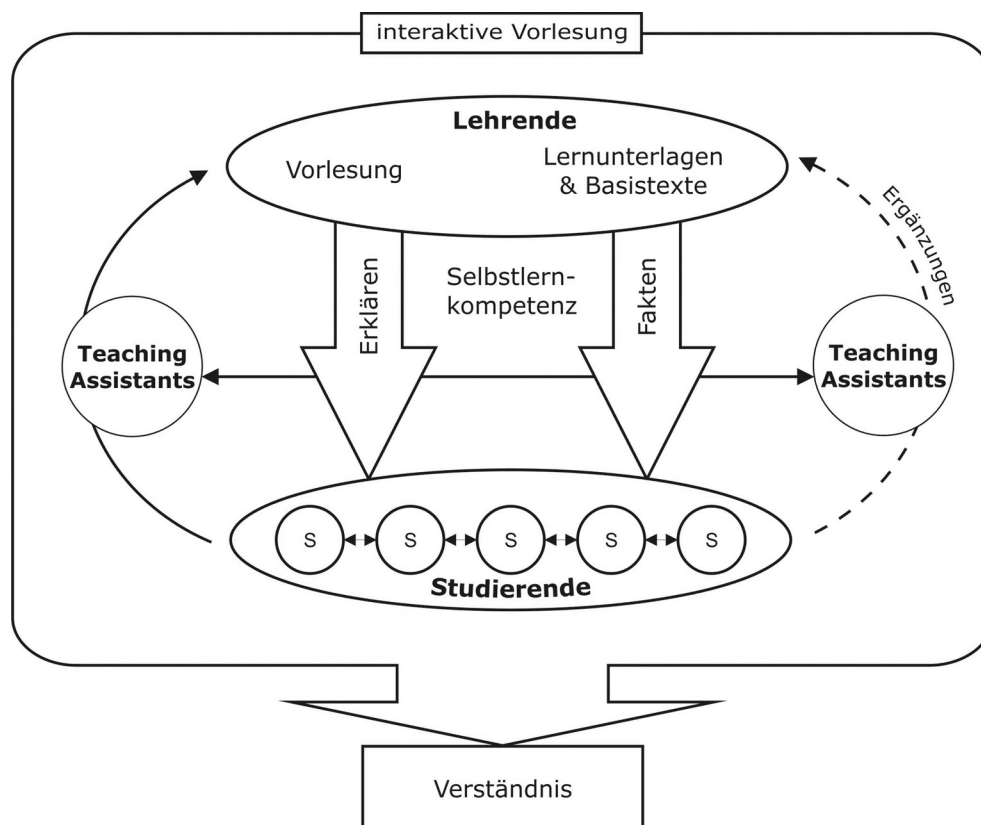 interaktive Vorlesung
Lehrende
Vorlesung
Lernunterlagen
& Basistexte
Ergänzungen
Erklären
Selbstlern-
kompetenz
Fakten
Teaching
Assistants
Teaching
Assistants
S
S
S
S
S
Studierende
Verständnis